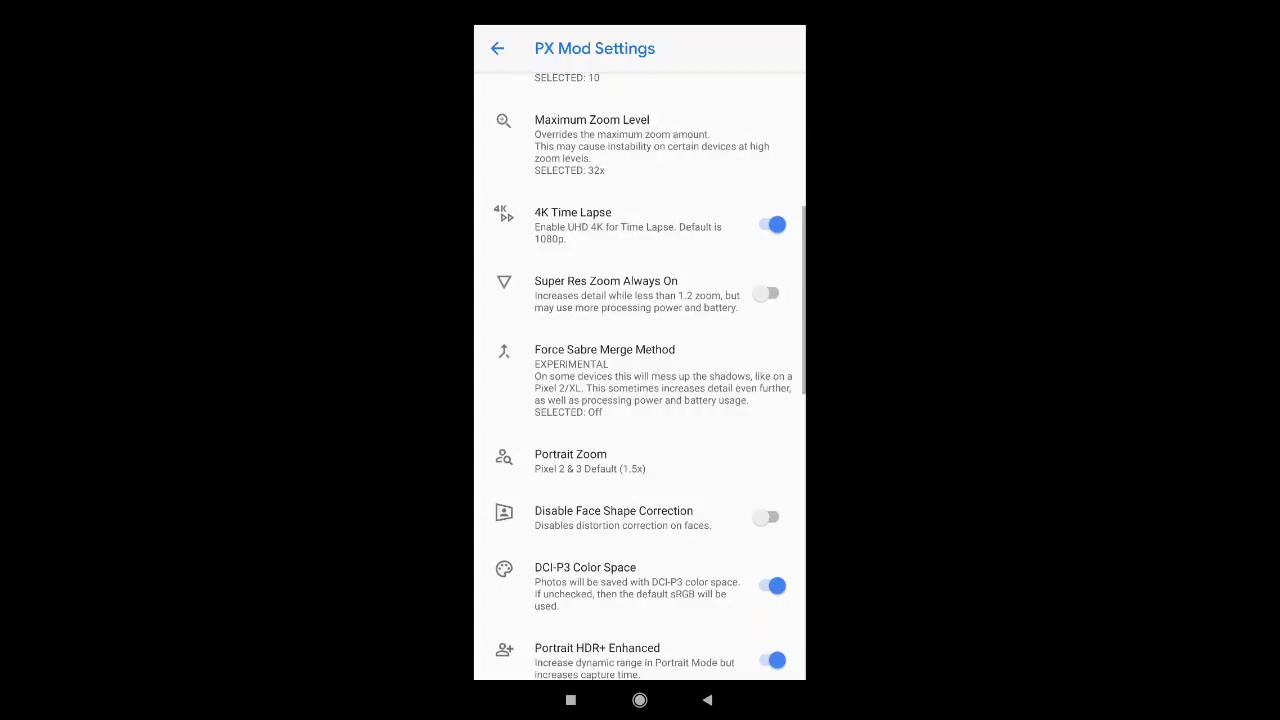 PX Mod Settings
SELECTED: 10
Maximum Zoom Level
Overrides the maximum zoom amount.
This may cause instability on certain devices at high
zoom levels.
SELECTED: 32x
4K
4K Time Lapse
Enable UHD 4K for Time Lapse. Default is
1080p.
Super Res Zoom Always On
Increases detail while less than 1.2 zoom, but
may use more processing power and battery.
Force Sabre Merge Method
EXPERIMENTAL
On some devices this will mess up the shadows, like on a
Pixel 2/XL. This sometimes increases detail even further,
as well as processing power and battery usage.
SELECTED: Off
Portrait Zoom
Pixel 2 & 3 Default (1.5x)
Disable Face Shape Correction
Disables distortion correction on faces.
DCI-P3 Color Space
Photos will be saved with DCI-P3 color space.
If unchecked, then the default sRGB will be
used.
Portrait HDR+ Enhanced
Increase dynamic range in Portrait Mode but
increases capture time.